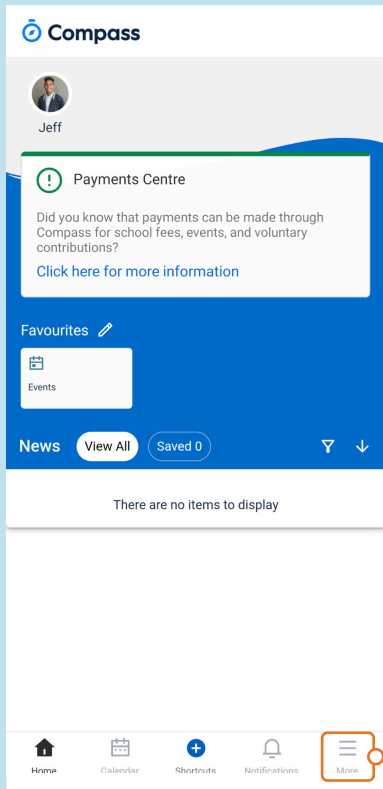 Compass
Jeff
Payments Centre
Did you know that payments can be made through
Compass for school fees, events, and voluntary
contributions?
Click here for more information
Favourites
Events
News View All Saved 0
There are no items to display
Home Calendar Shortcuts Notifications More